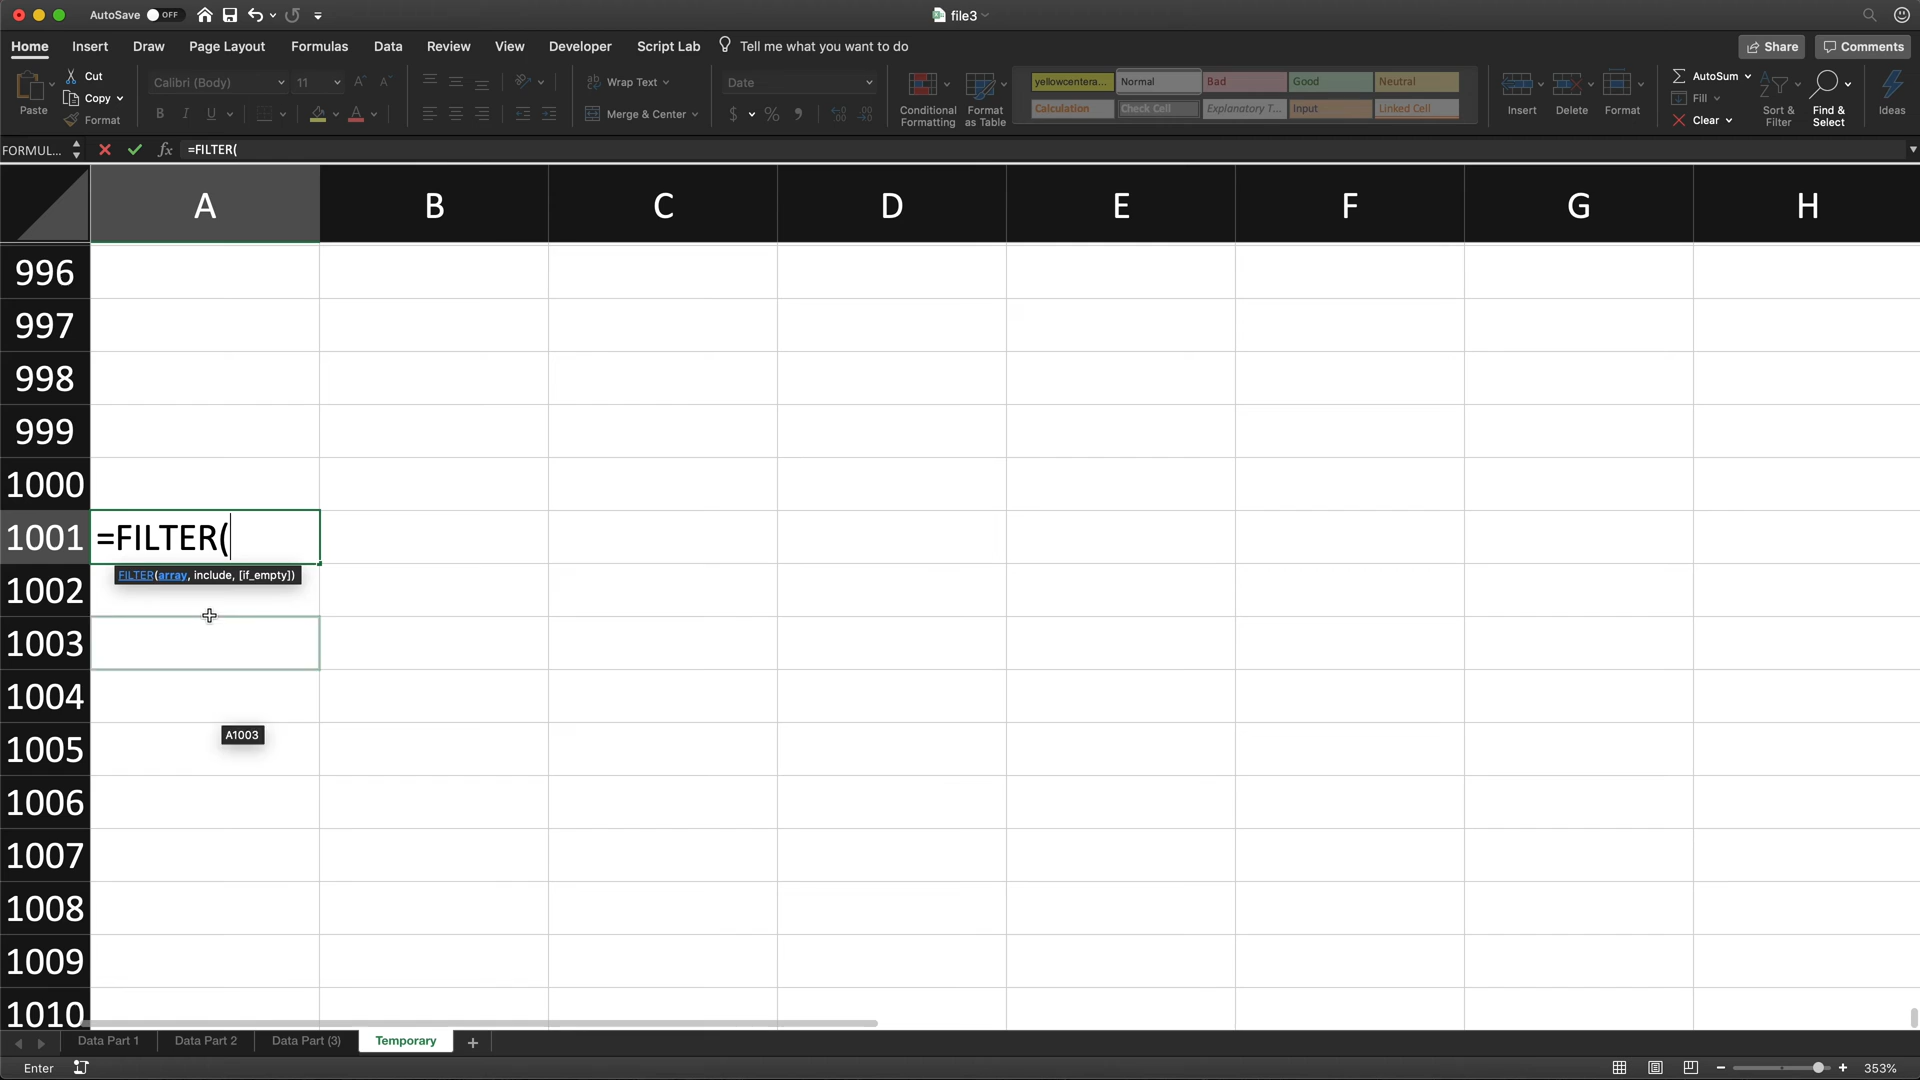 AutoSave OFF file3
Home Insert Draw Page Layout Formulas Data Review View Developer Script Lab Tell me what you want to do Share Comments
Paste Cut Copy Format
Calibri (Body) 11 A A
B I U A
Wrap Text
Merge & Center
Date
$ % 9
Conditional Formatting
Format as Table
yellowcentera... Normal Bad Good Neutral
Calculation Check Cell Explanatory T... Input Linked Cell
Insert Delete Format
AutoSum
Fill
Clear
Sort & Filter
Find & Select
Ideas
FORMUL... fx =FILTER(
A B C D E F G H
996
997
998
999
1000
1001 =FILTER(
FILTER(array, include, [if_empty])
1002
1003
1004
A1003
1005
1006
1007
1008
1009
1010
Data Part 1 Data Part 2 Data Part (3) Temporary +
Enter 353%